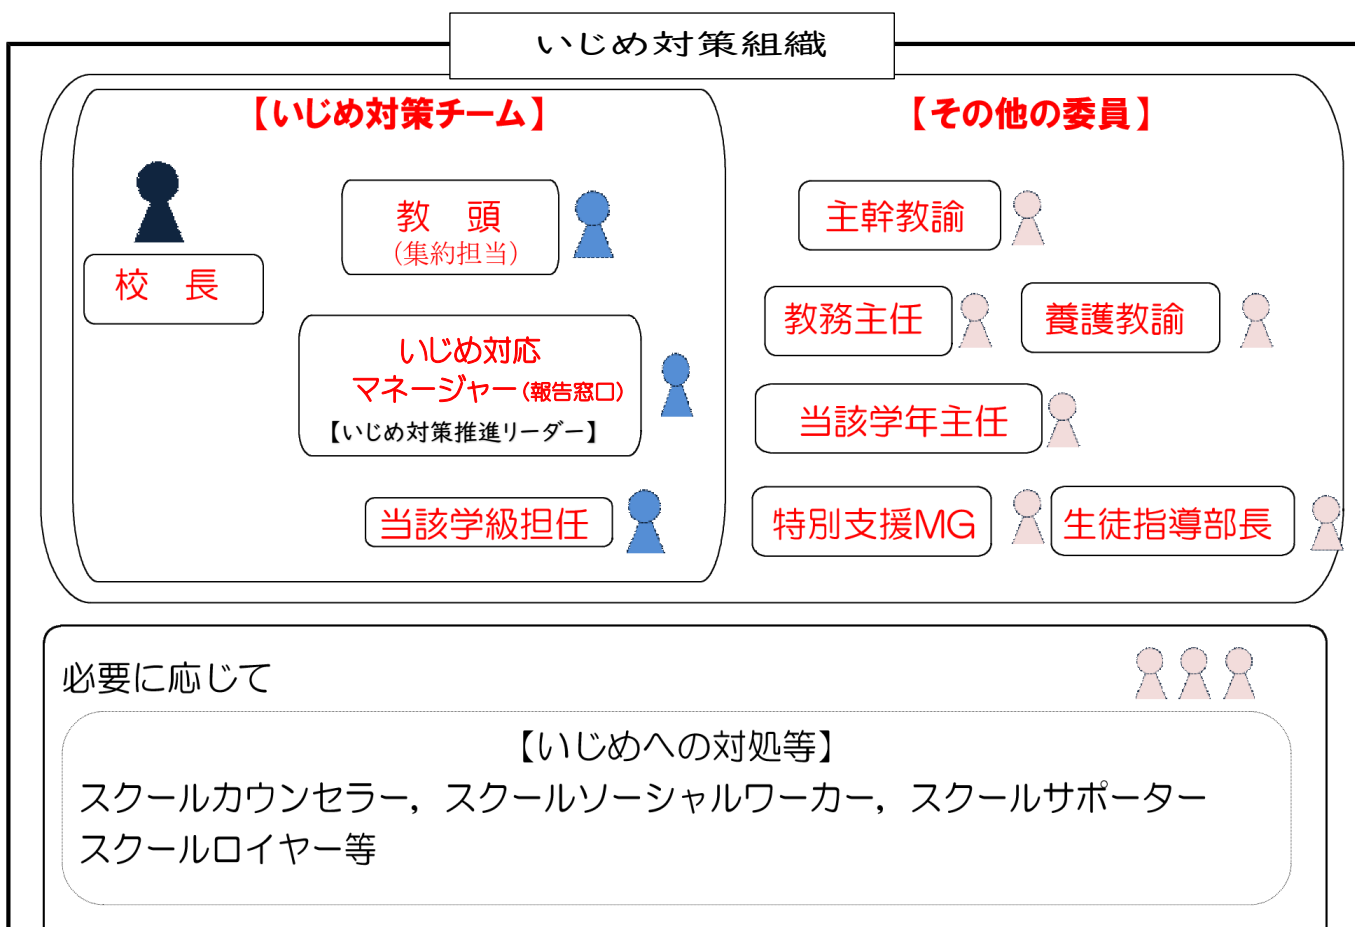 いじめ対策組織
【いじめ対策チーム】
校　長
教　頭
（集約担当）
いじめ対応
マネージャー（報告窓口）
【いじめ対策推進リーダー】
当該学級担任
【その他の委員】
主幹教諭
教務主任
養護教諭
当該学年主任
特別支援MG
生徒指導部長
必要に応じて
【いじめへの対処等】
スクールカウンセラー，スクールソーシャルワーカー，スクールサポーター
スクールロイヤー等